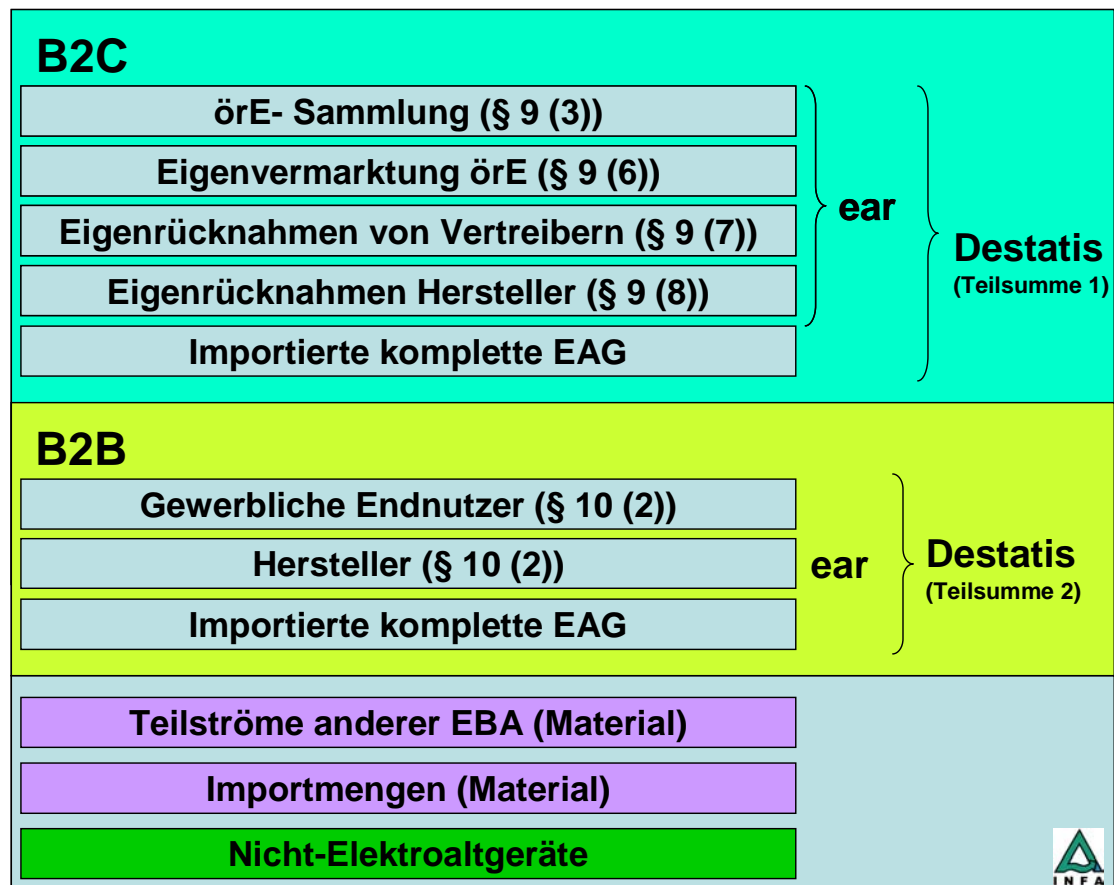 B2C
örE- Sammlung (§ 9 (3))
Eigenvermarktung örE (§ 9 (6))
Eigenrücknahmen von Vertreibern (§ 9 (7))
Eigenrücknahmen Hersteller (§ 9 (8))
Importierte komplette EAG
ear
Destatis
(Teilsumme 1)
B2B
Gewerbliche Endnutzer (§ 10 (2))
Hersteller (§ 10 (2))
Importierte komplette EAG
ear
Destatis
(Teilsumme 2)
Teilströme anderer EBA (Material)
Importmengen (Material)
Nicht-Elektroaltgeräte
INFA